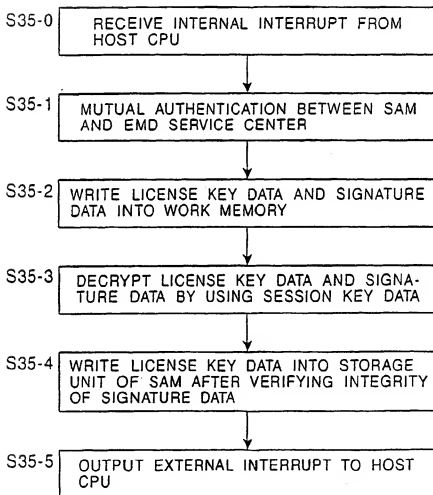 S35-0 RECEIVE INTERNAL INTERRUPT FROM
HOST CPU
S35-1 MUTUAL AUTHENTICATION BETWEEN SAM
AND EMD SERVICE CENTER
S35-2 WRITE LICENSE KEY DATA AND SIGNATURE
DATA INTO WORK MEMORY
S35-3 DECRYPT LICENSE KEY DATA AND SIGNA-
TURE DATA BY USING SESSION KEY DATA
S35-4 WRITE LICENSE KEY DATA INTO STORAGE
UNIT OF SAM AFTER VERIFYING INTEGRITY
OF SIGNATURE DATA
S35-5 OUTPUT EXTERNAL INTERRUPT TO HOST
CPU